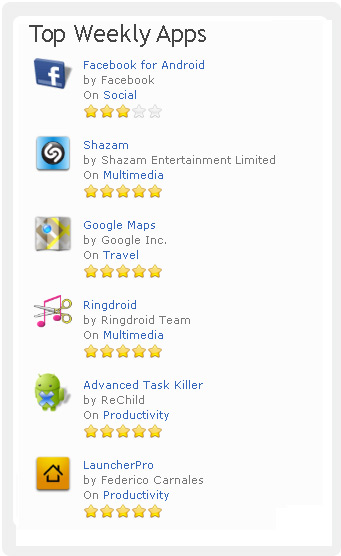 Top Weekly Apps
Facebook for Android
by Facebook
On Social
Shazam
by Shazam Entertainment Limited
On Multimedia
Google Maps
by Google Inc.
On Travel
Ringdroid
by Ringdroid Team
On Multimedia
Advanced Task Killer
by ReChild
On Productivity
LauncherPro
by Federico Carnales
On Productivity